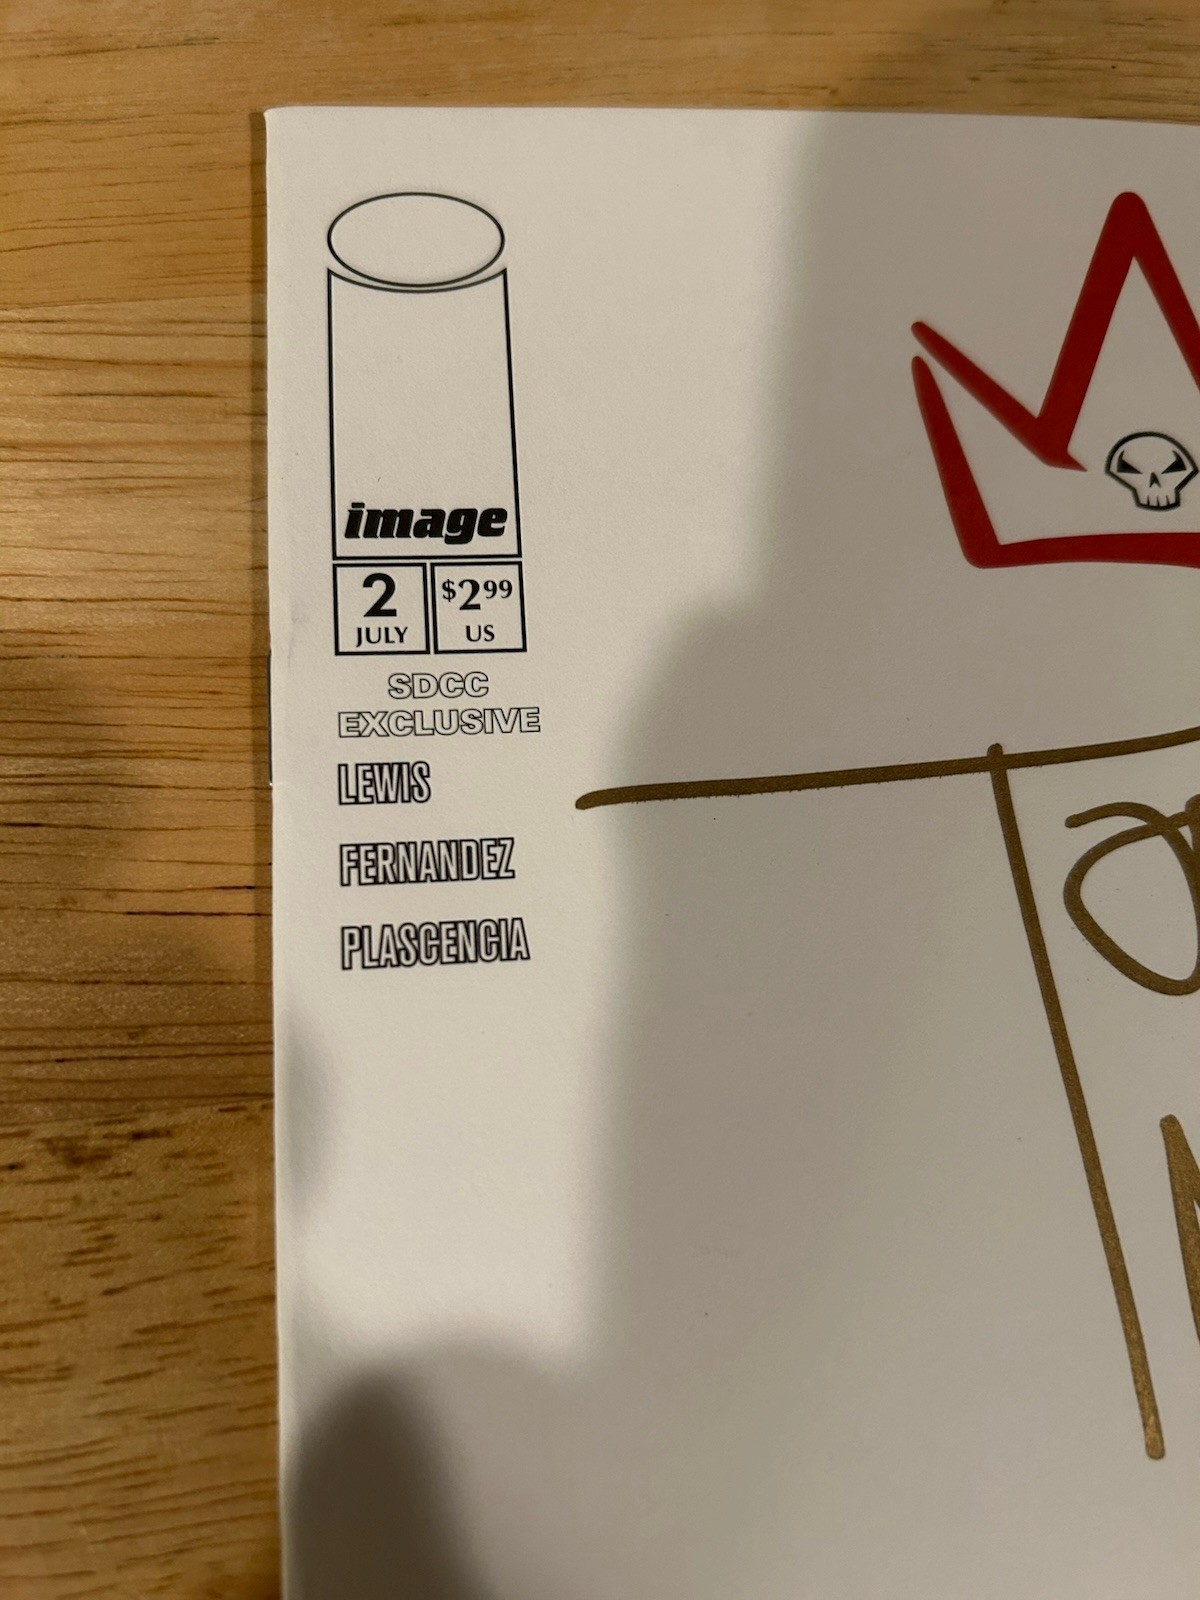 image
2
JULY
$2.99
US
SDCC
EXCLUSIVE
LEWIS
FERNANDEZ
PLASCENCIA